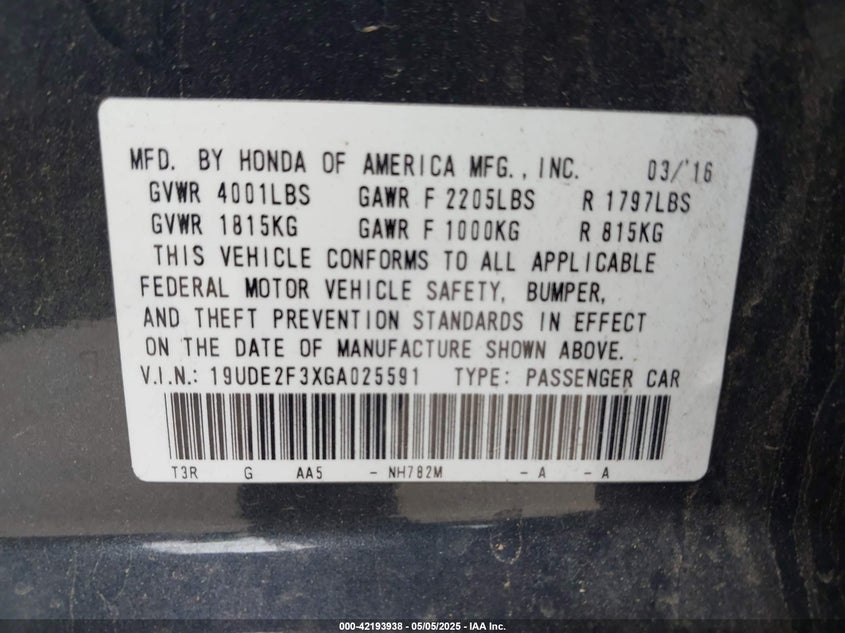 MFD. BY HONDA OF AMERICA MFG., INC. 03/'16
GVWR 4001LBS GAWR F 2205LBS R 1797LBS
GVWR 1815KG GAWR F 1000KG R 815KG
THIS VEHICLE CONFORMS TO ALL APPLICABLE
FEDERAL MOTOR VEHICLE SAFETY, BUMPER,
AND THEFT PREVENTION STANDARDS IN EFFECT
ON THE DATE OF MANUFACTURE SHOWN ABOVE.
V.I.N.: 19UDE2F3XGA025591 TYPE: PASSENGER CAR
T3R G AA5 - NH782M - A - A
000-42193938 - 05/05/2025 - IAA Inc.